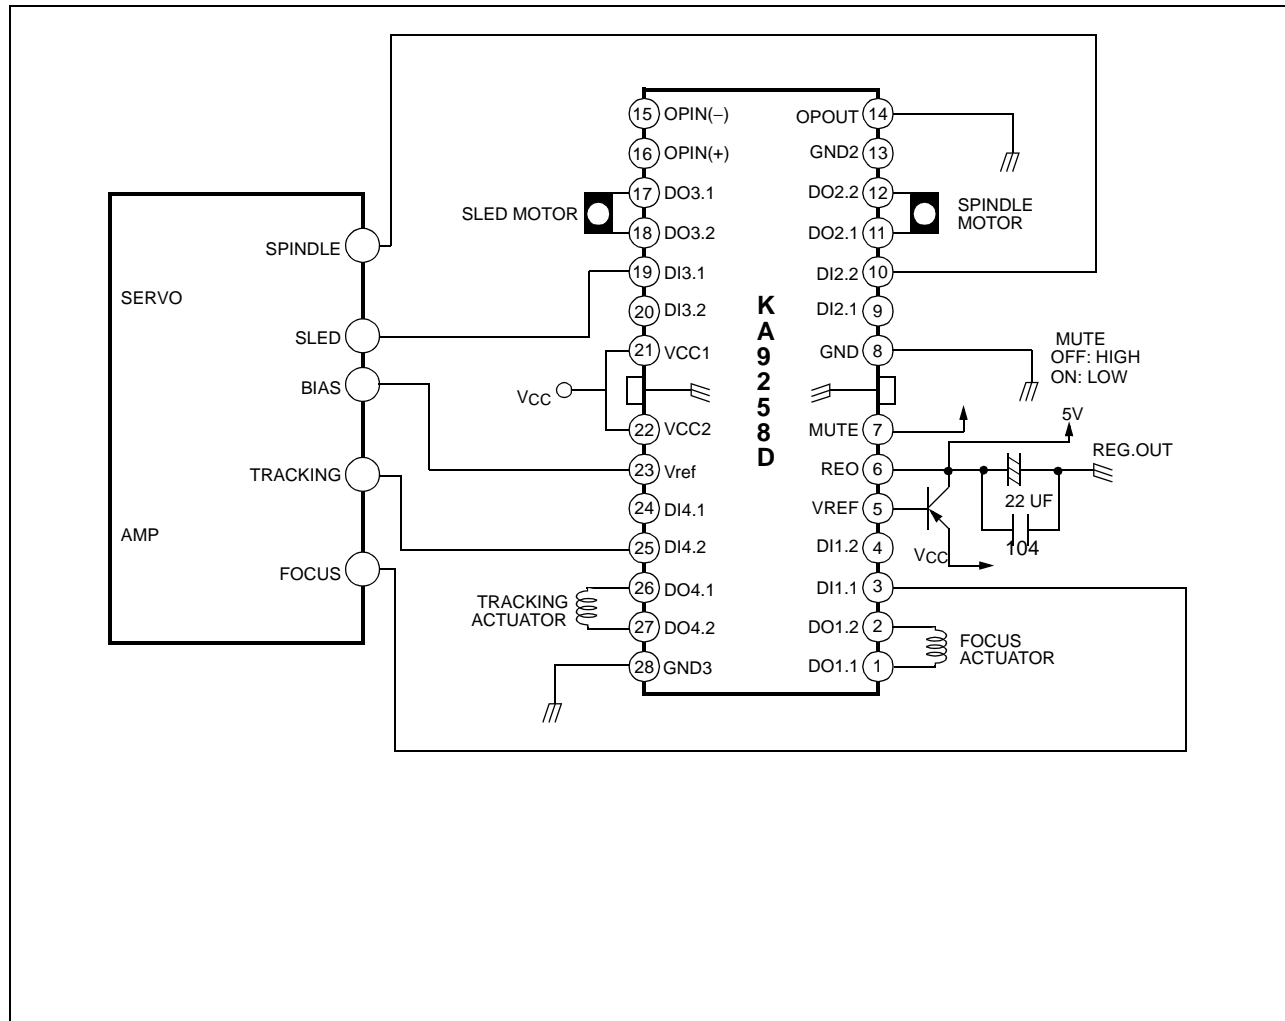 15 OPIN(−)
OPOUT 14
16 OPIN(+)
GND2 13
17 DO3.1
DO2.2 12
SLED MOTOR
SPINDLE
MOTOR
18 DO3.2
DO2.1 11
SPINDLE
19 DI3.1
DI2.2 10
SERVO
20 DI3.2
DI2.1 9
KA9258D
SLED
21 VCC1
GND 8
MUTE
OFF: HIGH
ON: LOW
BIAS
VCC
22 VCC2
MUTE 7
5V
23 Vref
REO 6
REG.OUT
TRACKING
22 UF
24 DI4.1
VREF 5
AMP
25 DI4.2
DI1.2 4
VCC
104
FOCUS
26 DO4.1
DI1.1 3
TRACKING
ACTUATOR
27 DO4.2
DO1.2 2
FOCUS
ACTUATOR
28 GND3
DO1.1 1